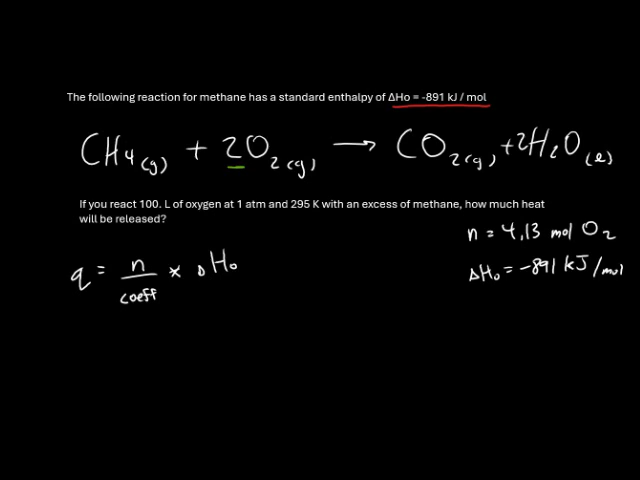 The following reaction for methane has a standard enthalpy of ΔHo = -891 kJ / mol
CH4(g) + 2O2(g) → CO2(g) + 2H2O(l)
If you react 100. L of oxygen at 1 atm and 295 K with an excess of methane, how much heat
will be released?
n = 4.13 mol O2
ΔHo = -891 kJ/mol
q = n/coeff × ΔHo